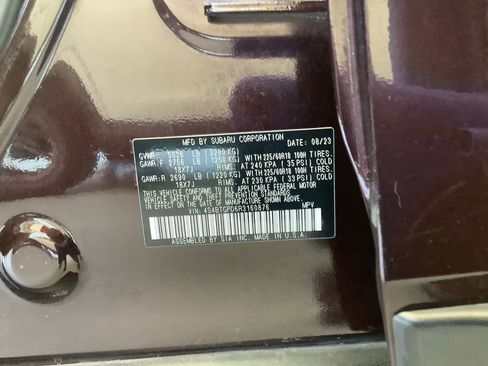 MFD BY SUBARU CORPORATION DATE: 08/23
GVWR 5026 LB (2280 KG)
GAWR:F 2756 LB (1250 KG) WITH 225/60R18 100H TIRES,
18X7J RIMS, AT 240 KPA (35 PSI) COLD
GAWR:R 2690 LB (1220 KG) WITH 225/60R18 100H TIRES,
18X7J RIMS, AT 230 KPA (33 PSI) COLD
THIS VEHICLE CONFORMS TO ALL APPLICABLE FEDERAL MOTOR
VEHICLE SAFETY AND THEFT PREVENTION STANDARDS
IN EFFECT ON THE DATE OF MANUFACTURE SHOWN ABOVE.
VIN: 4S4BTGPD6R3160876 MPV
ASSEMBLED BY SIA INC. MADE IN U.S.A.